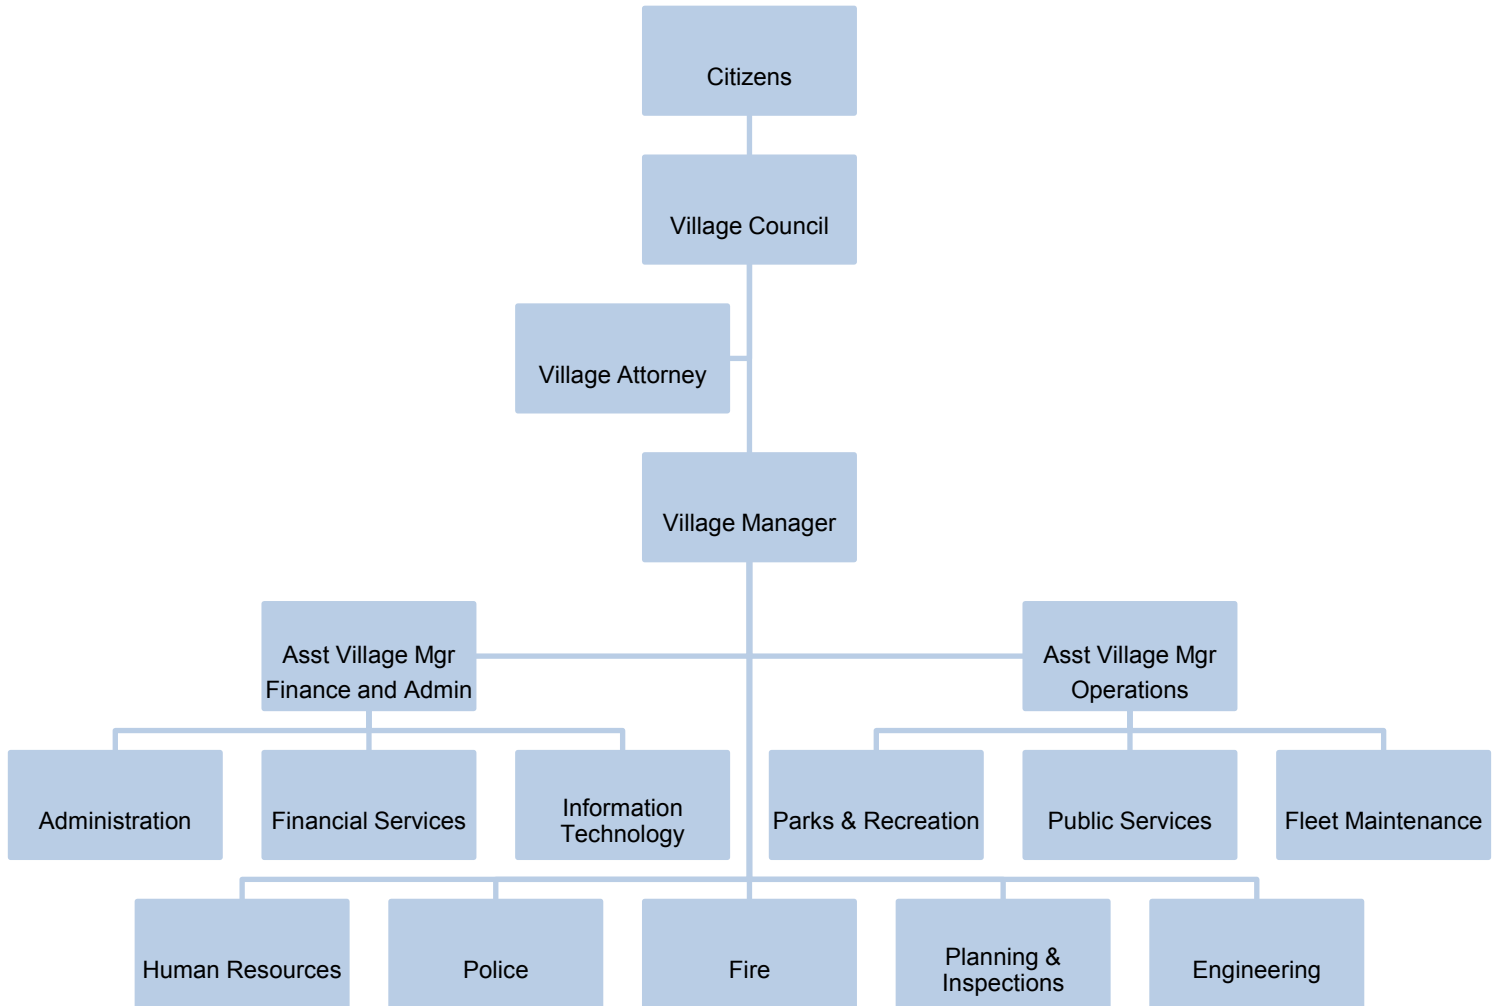 Citizens
Village Council
Village Attorney
Village Manager
Asst Village Mgr
Finance and Admin
Asst Village Mgr
Operations
Administration
Financial Services
Information
Technology
Parks & Recreation
Public Services
Fleet Maintenance
Human Resources
Police
Fire
Planning &
Inspections
Engineering